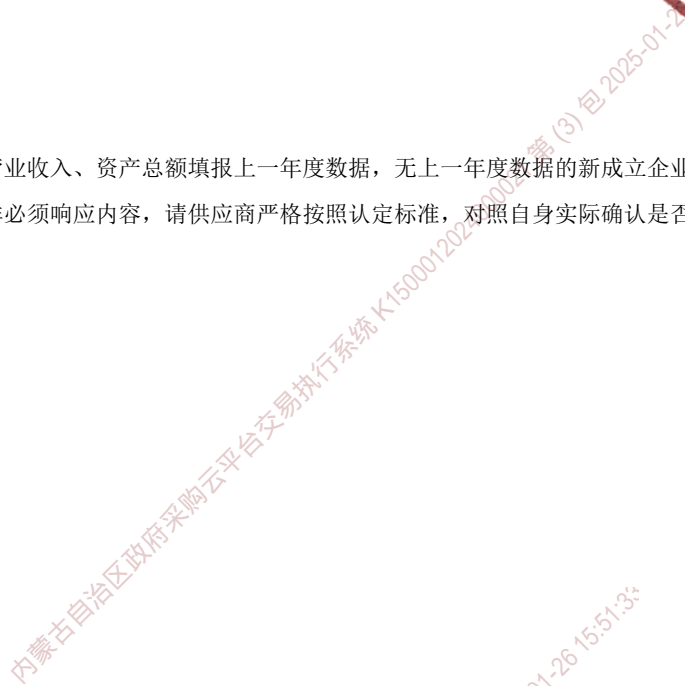 业收入、资产总额填报上一年度数据，无上一年度数据的新成立企业
必须响应内容，请供应商严格按照认定标准，对照自身实际确认是否
内蒙古自治区政府采购云平台交易执行系统 K1500012024 第 (3) 包 2025-01-2
01-26 15:51:33